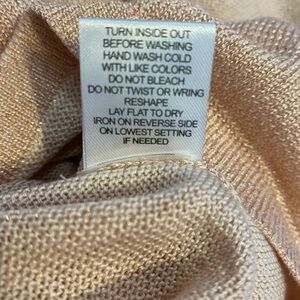 TURN INSIDE OUT
BEFORE WASHING
HAND WASH COLD
WITH LIKE COLORS
DO NOT BLEACH
DO NOT TWIST OR WRING
RESHAPE
LAY FLAT TO DRY
IRON ON REVERSE SIDE
ON LOWEST SETTING
IF NEEDED